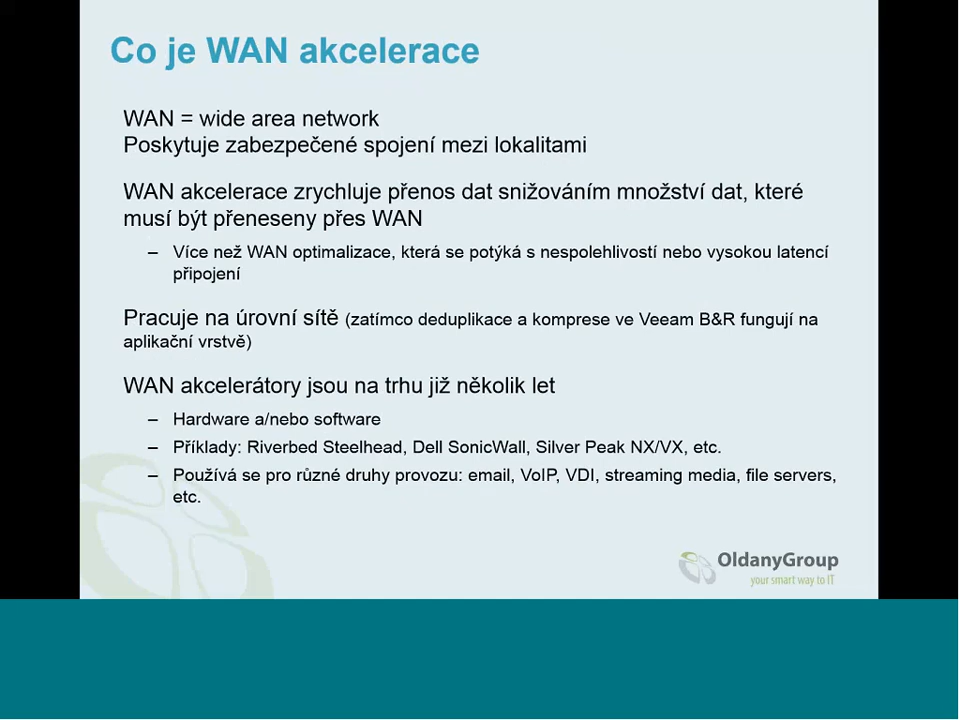 Co je WAN akcelerace
WAN = wide area network
Poskytuje zabezpečené spojení mezi lokalitami
WAN akcelerace zrychluje přenos dat snižováním množství dat, které
musí být přeneseny přes WAN
– Více než WAN optimalizace, která se potýká s nespolehlivostí nebo vysokou latencí
připojení
Pracuje na úrovní sítě (zatímco deduplikace a komprese ve Veeam B&R fungují na
aplikační vrstvě)
WAN akcelerátory jsou na trhu již několik let
– Hardware a/nebo software
– Příklady: Riverbed Steelhead, Dell SonicWall, Silver Peak NX/VX, etc.
– Používá se pro různé druhy provozu: email, VoIP, VDI, streaming media, file servers,
etc.
OldanyGroup
your smart way to IT